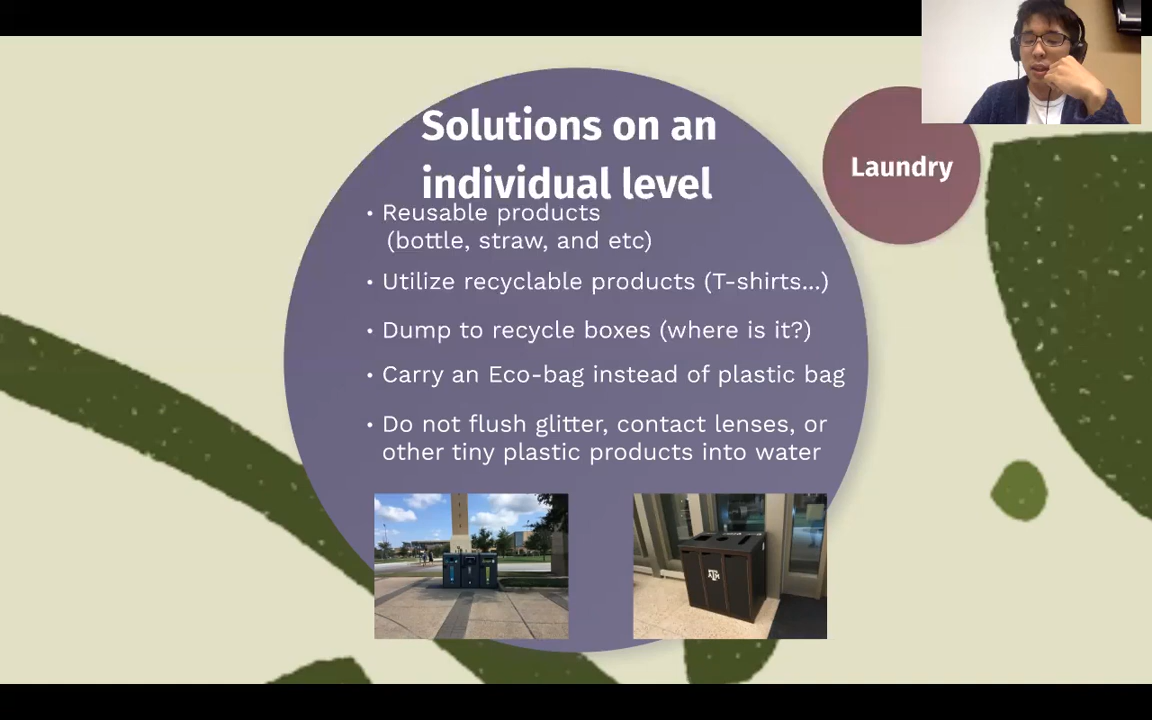 Solutions on an
individual level
Laundry
• Reusable products
(bottle, straw, and etc)
• Utilize recyclable products (T-shirts...)
• Dump to recycle boxes (where is it?)
• Carry an Eco-bag instead of plastic bag
• Do not flush glitter, contact lenses, or
other tiny plastic products into water
ATM